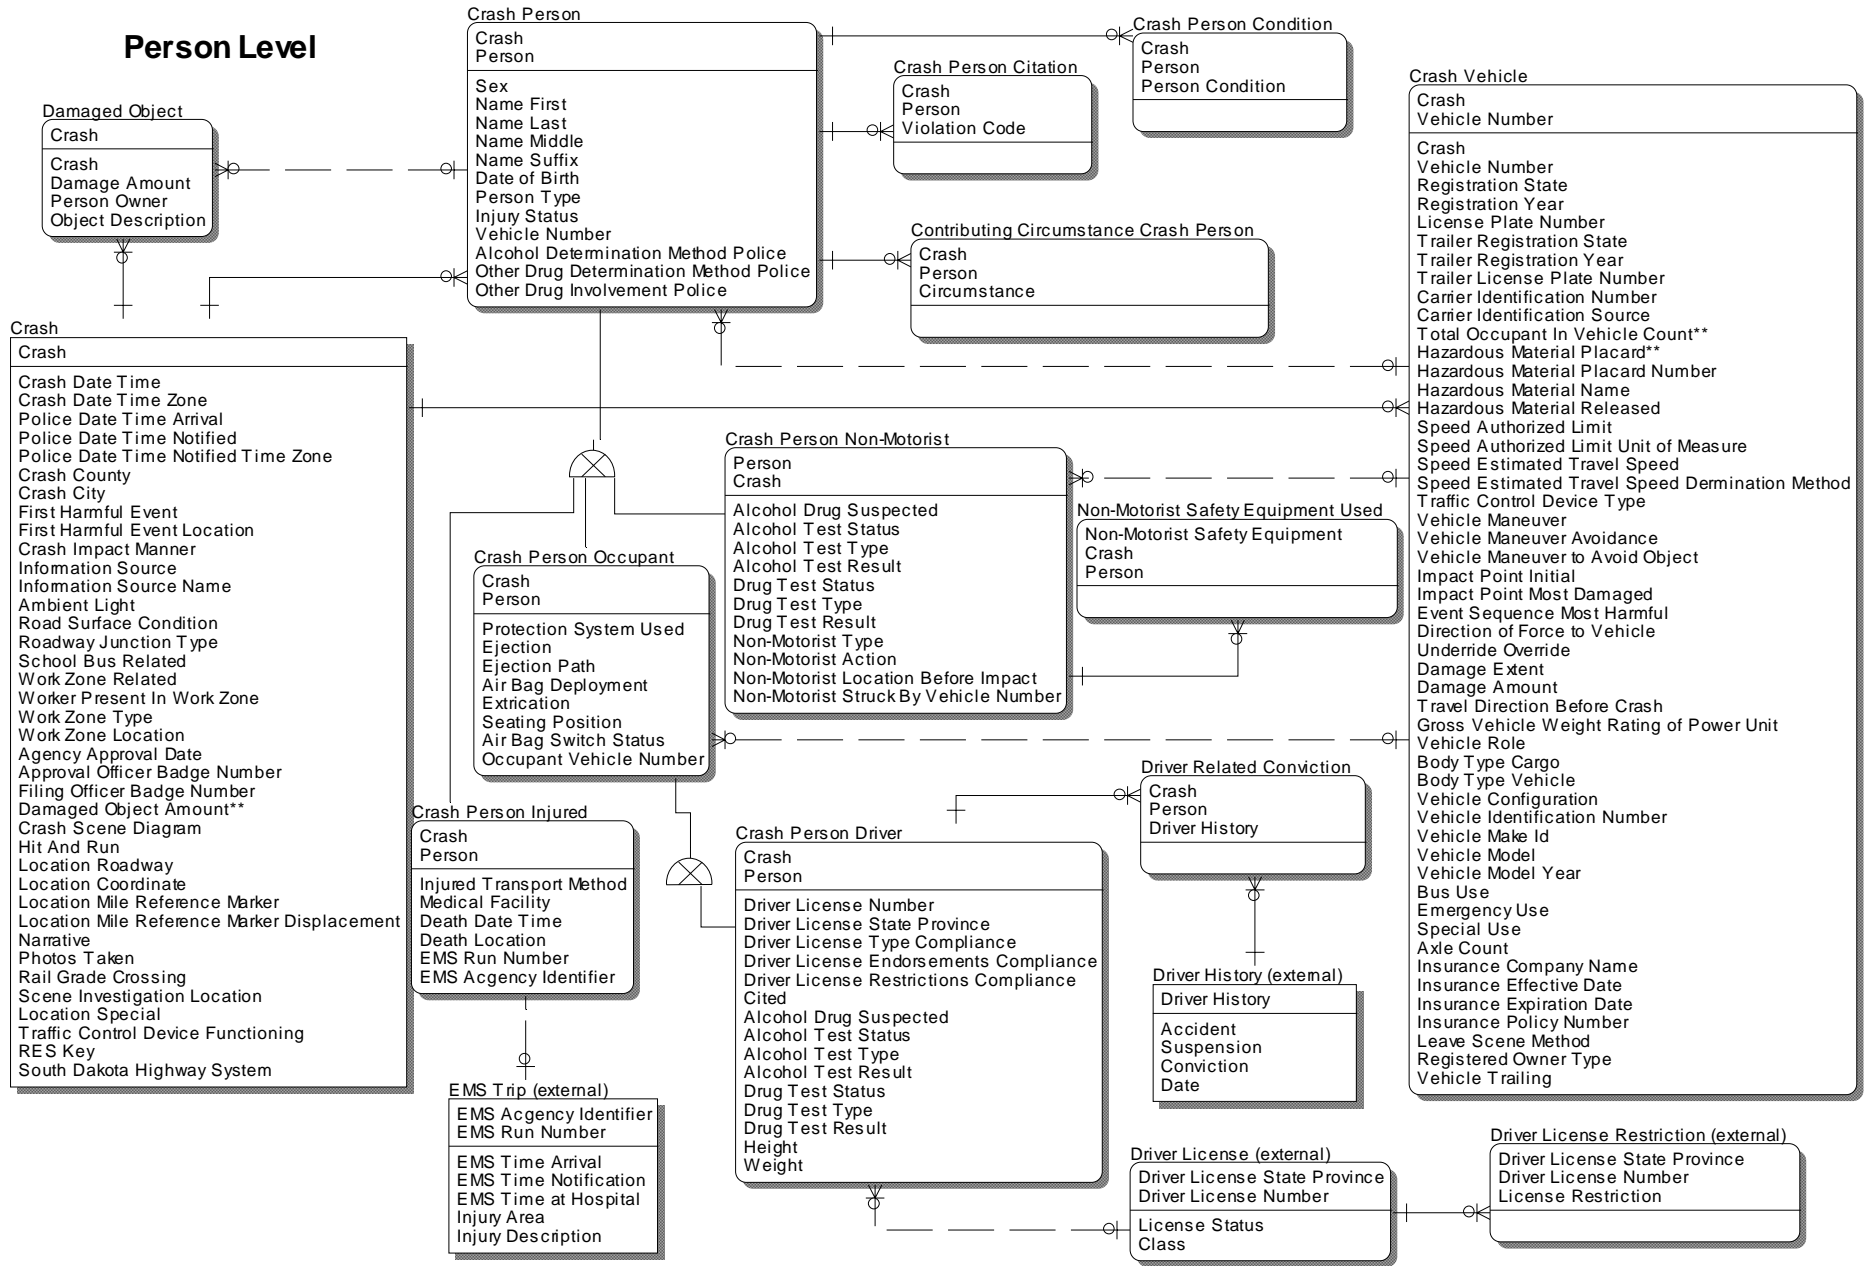 Person Level
Crash Person
Crash
Person
Sex
Name First
Name Last
Name Middle
Name Suffix
Date of Birth
Person Type
Injury Status
Vehicle Number
Alcohol Determination Method Police
Other Drug Determination Method Police
Other Drug Involvement Police
Crash Person Condition
Crash
Person
Person Condition
Crash Person Citation
Crash
Person
Violation Code
Contributing Circumstance Crash Person
Crash
Person
Circumstance
Damaged Object
Crash
Crash
Damage Amount
Person Owner
Object Description
Crash
Crash
Crash Date Time
Crash Date Time Zone
Police Date Time Arrival
Police Date Time Notified
Police Date Time Notified Time Zone
Crash County
Crash City
First Harmful Event
First Harmful Event Location
Crash Impact Manner
Information Source
Information Source Name
Ambient Light
Road Surface Condition
Roadway Junction Type
School Bus Related
Work Zone Related
Worker Present In Work Zone
Work Zone Type
Work Zone Location
Agency Approval Date
Approval Officer Badge Number
Filing Officer Badge Number
Damaged Object Amount**
Crash Scene Diagram
Hit And Run
Location Roadway
Location Coordinate
Location Mile Reference Marker
Location Mile Reference Marker Displacement
Narrative
Photos Taken
Rail Grade Crossing
Scene Investigation Location
Location Special
Traffic Control Device Functioning
RES Key
South Dakota Highway System
Crash Vehicle
Crash
Vehicle Number
Crash
Vehicle Number
Registration State
Registration Year
License Plate Number
Trailer Registration State
Trailer Registration Year
Trailer License Plate Number
Carrier Identification Number
Carrier Identification Source
Total Occupant In Vehicle Count**
Hazardous Material Placard**
Hazardous Material Placard Number
Hazardous Material Name
Hazardous Material Released
Speed Authorized Limit
Speed Authorized Limit Unit of Measure
Speed Estimated Travel Speed
Speed Estimated Travel Speed Dermination Method
Traffic Control Device Type
Vehicle Maneuver
Vehicle Maneuver Avoidance
Vehicle Maneuver to Avoid Object
Impact Point Initial
Impact Point Most Damaged
Event Sequence Most Harmful
Direction of Force to Vehicle
Underride Override
Damage Extent
Damage Amount
Travel Direction Before Crash
Gross Vehicle Weight Rating of Power Unit
Vehicle Role
Body Type Cargo
Body Type Vehicle
Vehicle Configuration
Vehicle Identification Number
Vehicle Make Id
Vehicle Model
Vehicle Model Year
Bus Use
Emergency Use
Special Use
Axle Count
Insurance Company Name
Insurance Effective Date
Insurance Expiration Date
Insurance Policy Number
Leave Scene Method
Registered Owner Type
Vehicle Trailing
Crash Person Non-Motorist
Person
Crash
Alcohol Drug Suspected
Alcohol Test Status
Alcohol Test Type
Alcohol Test Result
Drug Test Status
Drug Test Type
Drug Test Result
Non-Motorist Type
Non-Motorist Action
Non-Motorist Location Before Impact
Non-Motorist Struck By Vehicle Number
Non-Motorist Safety Equipment Used
Non-Motorist Safety Equipment
Crash
Person
Crash Person Occupant
Crash
Person
Protection System Used
Ejection
Ejection Path
Air Bag Deployment
Extrication
Seating Position
Air Bag Switch Status
Occupant Vehicle Number
Crash Person Injured
Crash
Person
Injured Transport Method
Medical Facility
Death Date Time
Death Location
EMS Run Number
EMS Acgency Identifier
EMS Trip (external)
EMS Acgency Identifier
EMS Run Number
EMS Time Arrival
EMS Time Notification
EMS Time at Hospital
Injury Area
Injury Description
Crash Person Driver
Crash
Person
Driver License Number
Driver License State Province
Driver License Type Compliance
Driver License Endorsements Compliance
Driver License Restrictions Compliance
Cited
Alcohol Drug Suspected
Alcohol Test Status
Alcohol Test Type
Alcohol Test Result
Drug Test Status
Drug Test Type
Drug Test Result
Height
Weight
Driver Related Conviction
Crash
Person
Driver History
Driver History (external)
Driver History
Accident
Suspension
Conviction
Date
Driver License (external)
Driver License State Province
Driver License Number
License Status
Class
Driver License Restriction (external)
Driver License State Province
Driver License Number
License Restriction